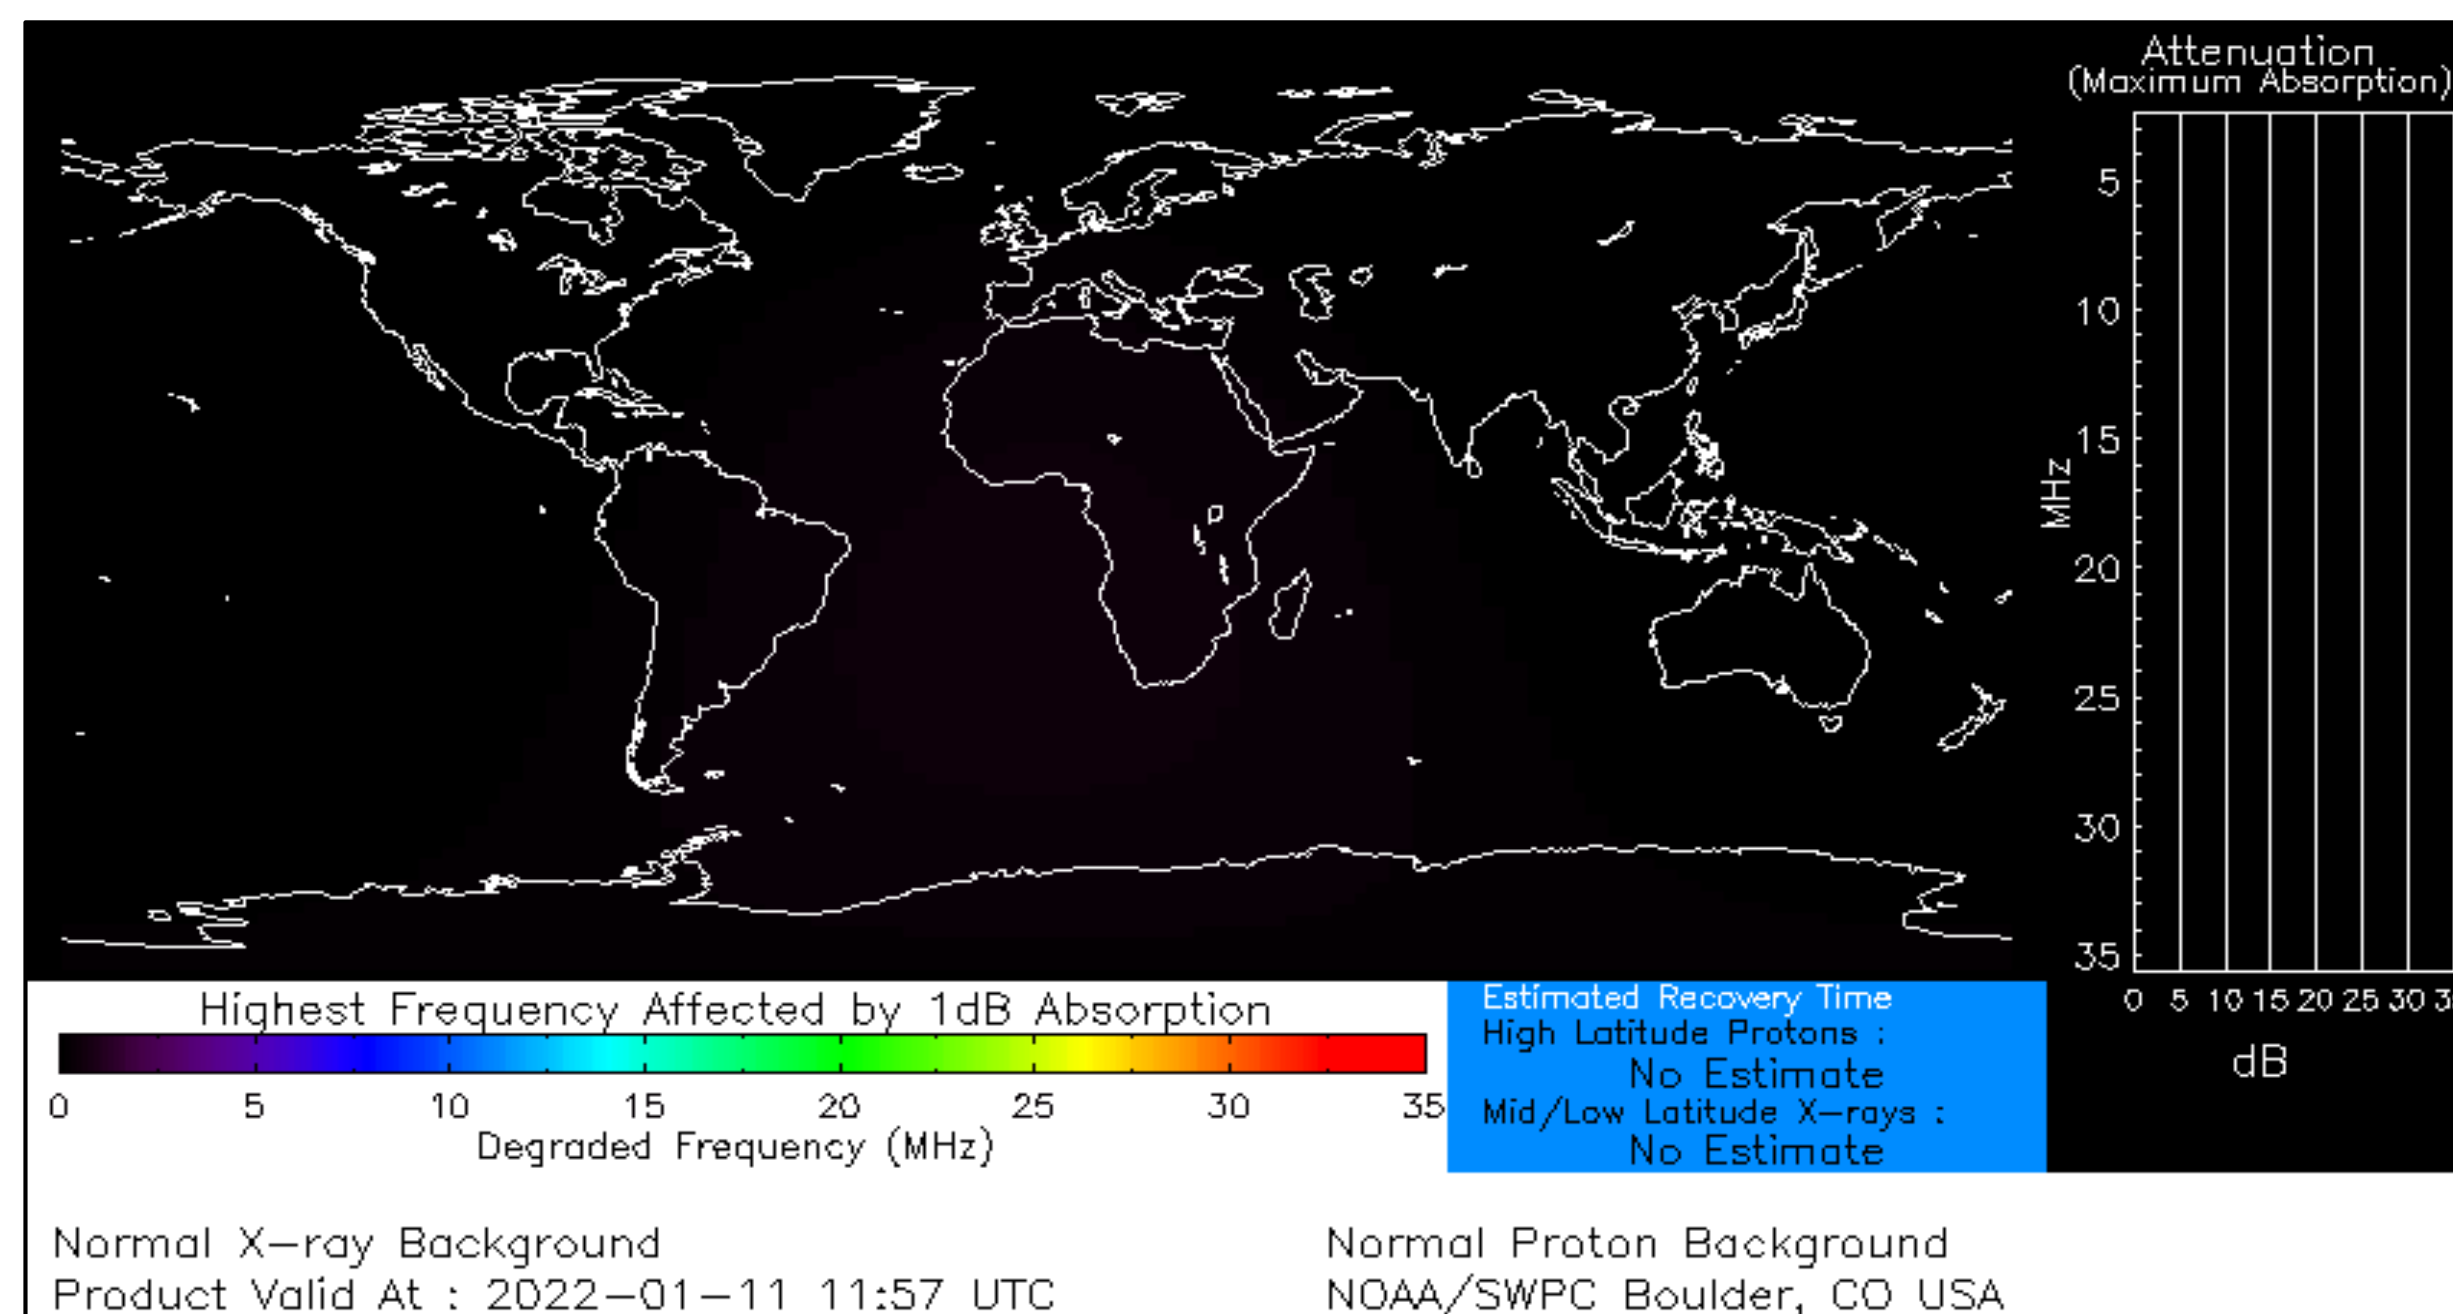 Attenuation
(Maximum Absorption)
5
10
15
20
25
30
35
MHz
0 5 10 15 20 25 30 3
dB
Highest Frequency Affected by 1dB Absorption
0 5 10 15 20 25 30 35
Degraded Frequency (MHz)
Estimated Recovery Time
High Latitude Protons :
No Estimate
Mid/Low Latitude X-rays :
No Estimate
Normal X-ray Background
Product Valid At : 2022-01-11 11:57 UTC
Normal Proton Background
NOAA/SWPC Boulder, CO USA